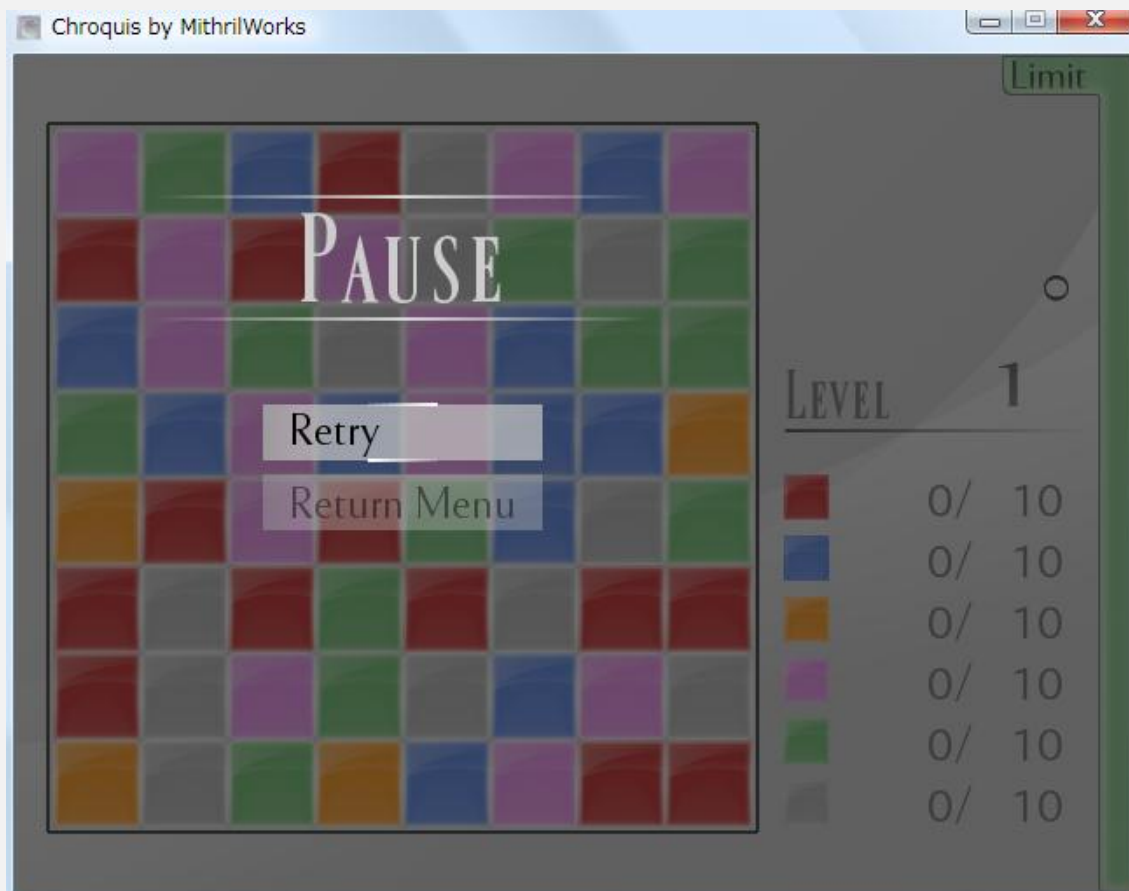 Chroquis by MithrilWorks
Limit
PAUSE
0
LEVEL 1
Retry
Return Menu
0/ 10
0/ 10
0/ 10
0/ 10
0/ 10
0/ 10